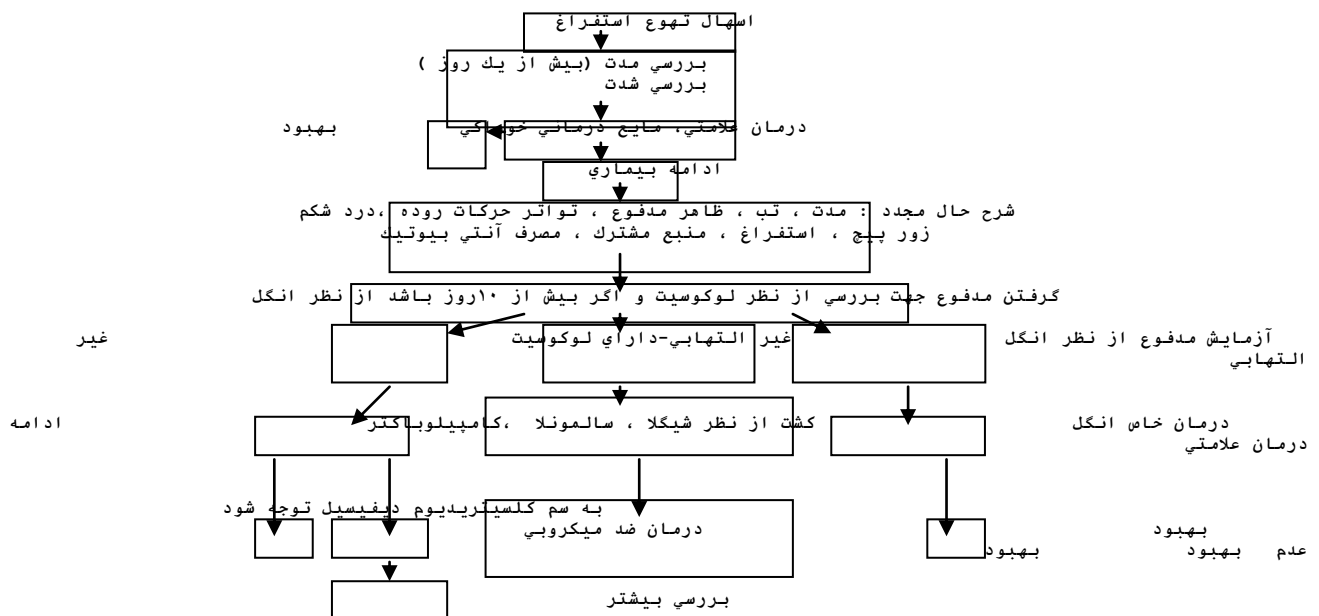 اسهال تهوع استفراغ
بررسي مدت (بيش از يك روز )
بررسي شدت
درمان علامتي، مايع درماني خوراكي بهبود
ادامه بيماري
شرح حال مجدد : مدت ، تب ، ظاهر مدفوع ، تواتر حركات روده ،درد شكم
زور پيچ ، استفراغ ، منبع مشترك ، مصرف آنتي بيوتيك
گرفتن مدفوع جهت بررسي از نظر لوكوسيت و اگر بيش از ۱۰روز باشد از نظر انگل
آزمايش مدفوع از نظر انگل غير التهابي-داراي لوكوسيت غير
التهابي
درمان خاص انگل كشت از نظر شيگلا ، سالمونلا ،كامپيلوباكتر ادامه
درمان علامتي
به سم كلسيتريديوم ديفيسيل توجه شود
بهبود درمان ضد ميكروبي
عدم بهبود بهبود
بررسي بيشتر